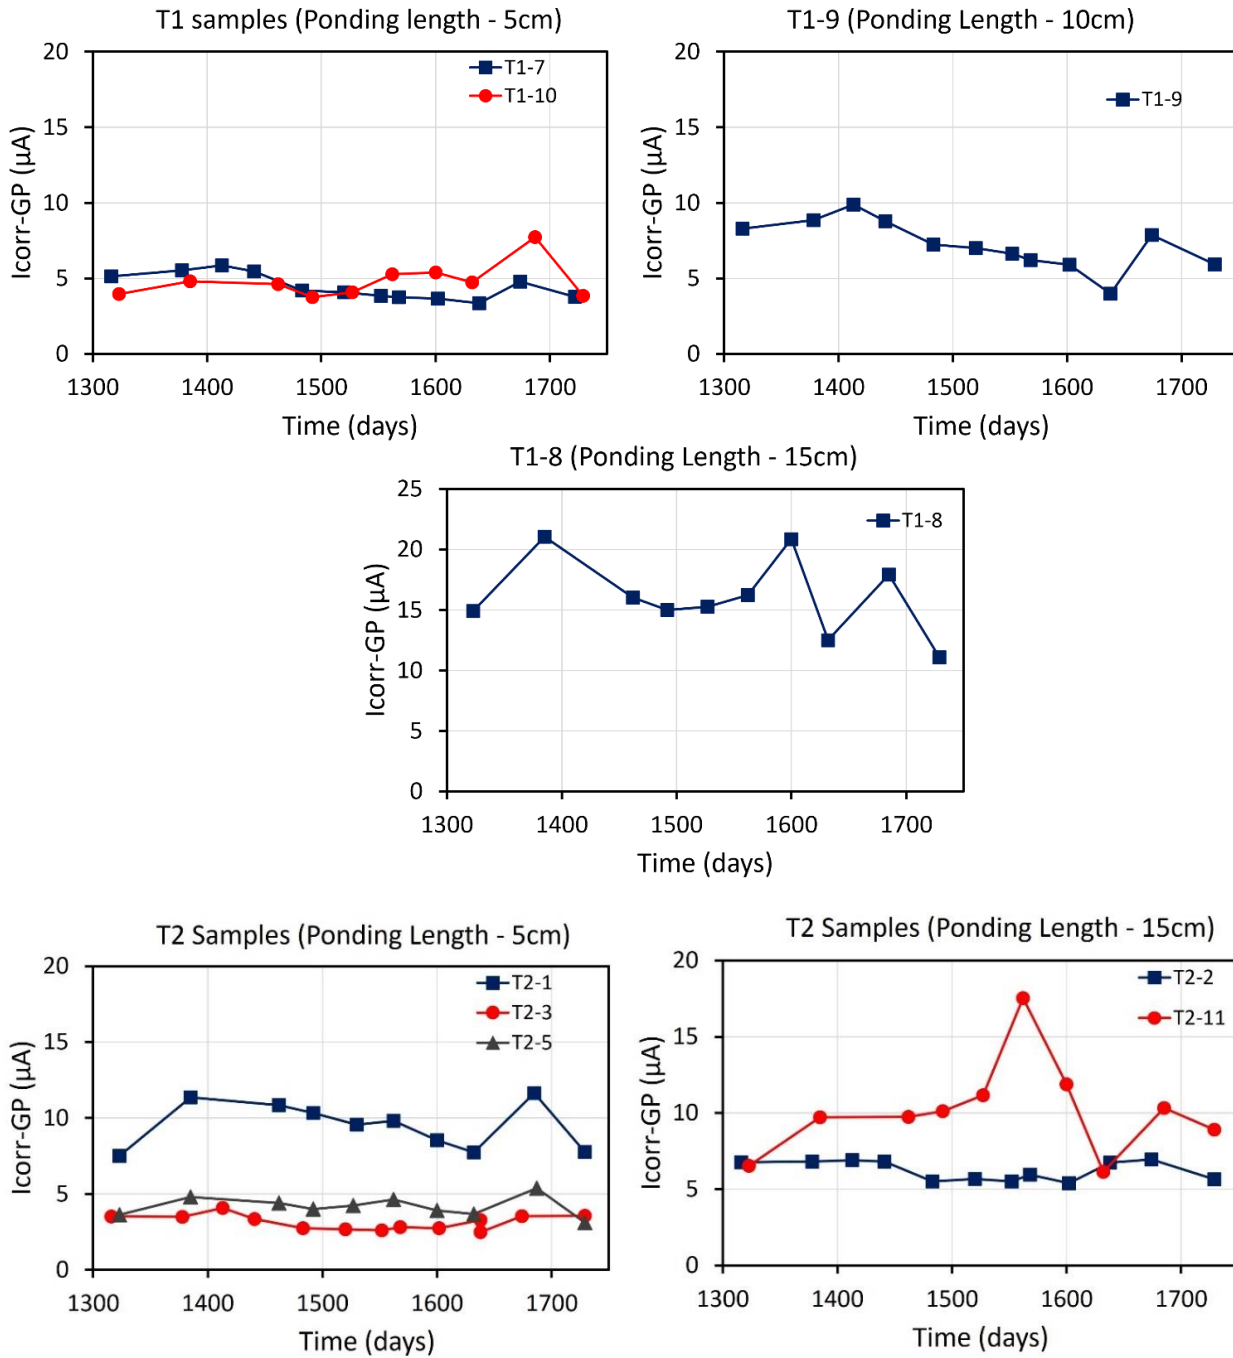 T1 samples (Ponding length - 5cm)
20
15
10
5
0
Icorr-GP (µA)
T1-7
T1-10
1300 1400 1500 1600 1700
Time (days)
T1-9 (Ponding Length - 10cm)
20
15
10
5
0
Icorr-GP (µA)
T1-9
1300 1400 1500 1600 1700
Time (days)
T1-8 (Ponding Length - 15cm)
25
20
15
10
5
0
Icorr-GP (µA)
T1-8
1300 1400 1500 1600 1700
Time (days)
T2 Samples (Ponding Length - 5cm)
20
15
10
5
0
Icorr-GP (µA)
T2-1
T2-3
T2-5
1300 1400 1500 1600 1700
Time (days)
T2 Samples (Ponding Length - 15cm)
20
15
10
5
0
Icorr-GP (µA)
T2-2
T2-11
1300 1400 1500 1600 1700
Time (days)